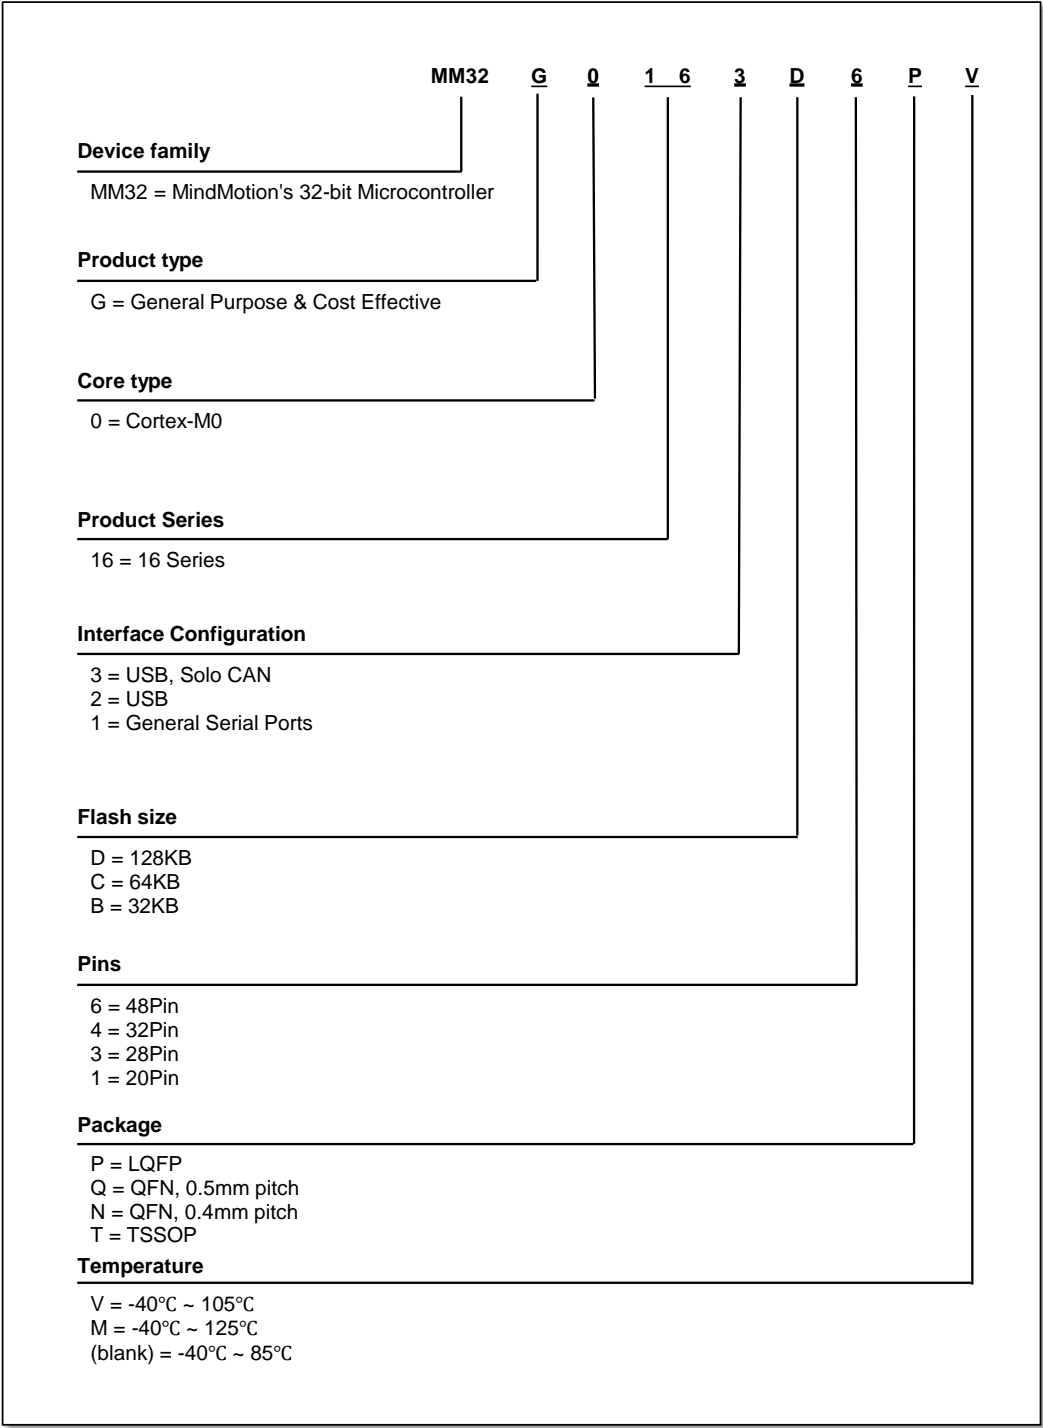 MM32 G 0 1 6 3 D 6 P V
Device family
MM32 = MindMotion's 32-bit Microcontroller
Product type
G = General Purpose & Cost Effective
Core type
0 = Cortex-M0
Product Series
16 = 16 Series
Interface Configuration
3 = USB, Solo CAN
2 = USB
1 = General Serial Ports
Flash size
D = 128KB
C = 64KB
B = 32KB
Pins
6 = 48Pin
4 = 32Pin
3 = 28Pin
1 = 20Pin
Package
P = LQFP
Q = QFN, 0.5mm pitch
N = QFN, 0.4mm pitch
T = TSSOP
Temperature
V = -40℃ ~ 105℃
M = -40℃ ~ 125℃
(blank) = -40℃ ~ 85℃